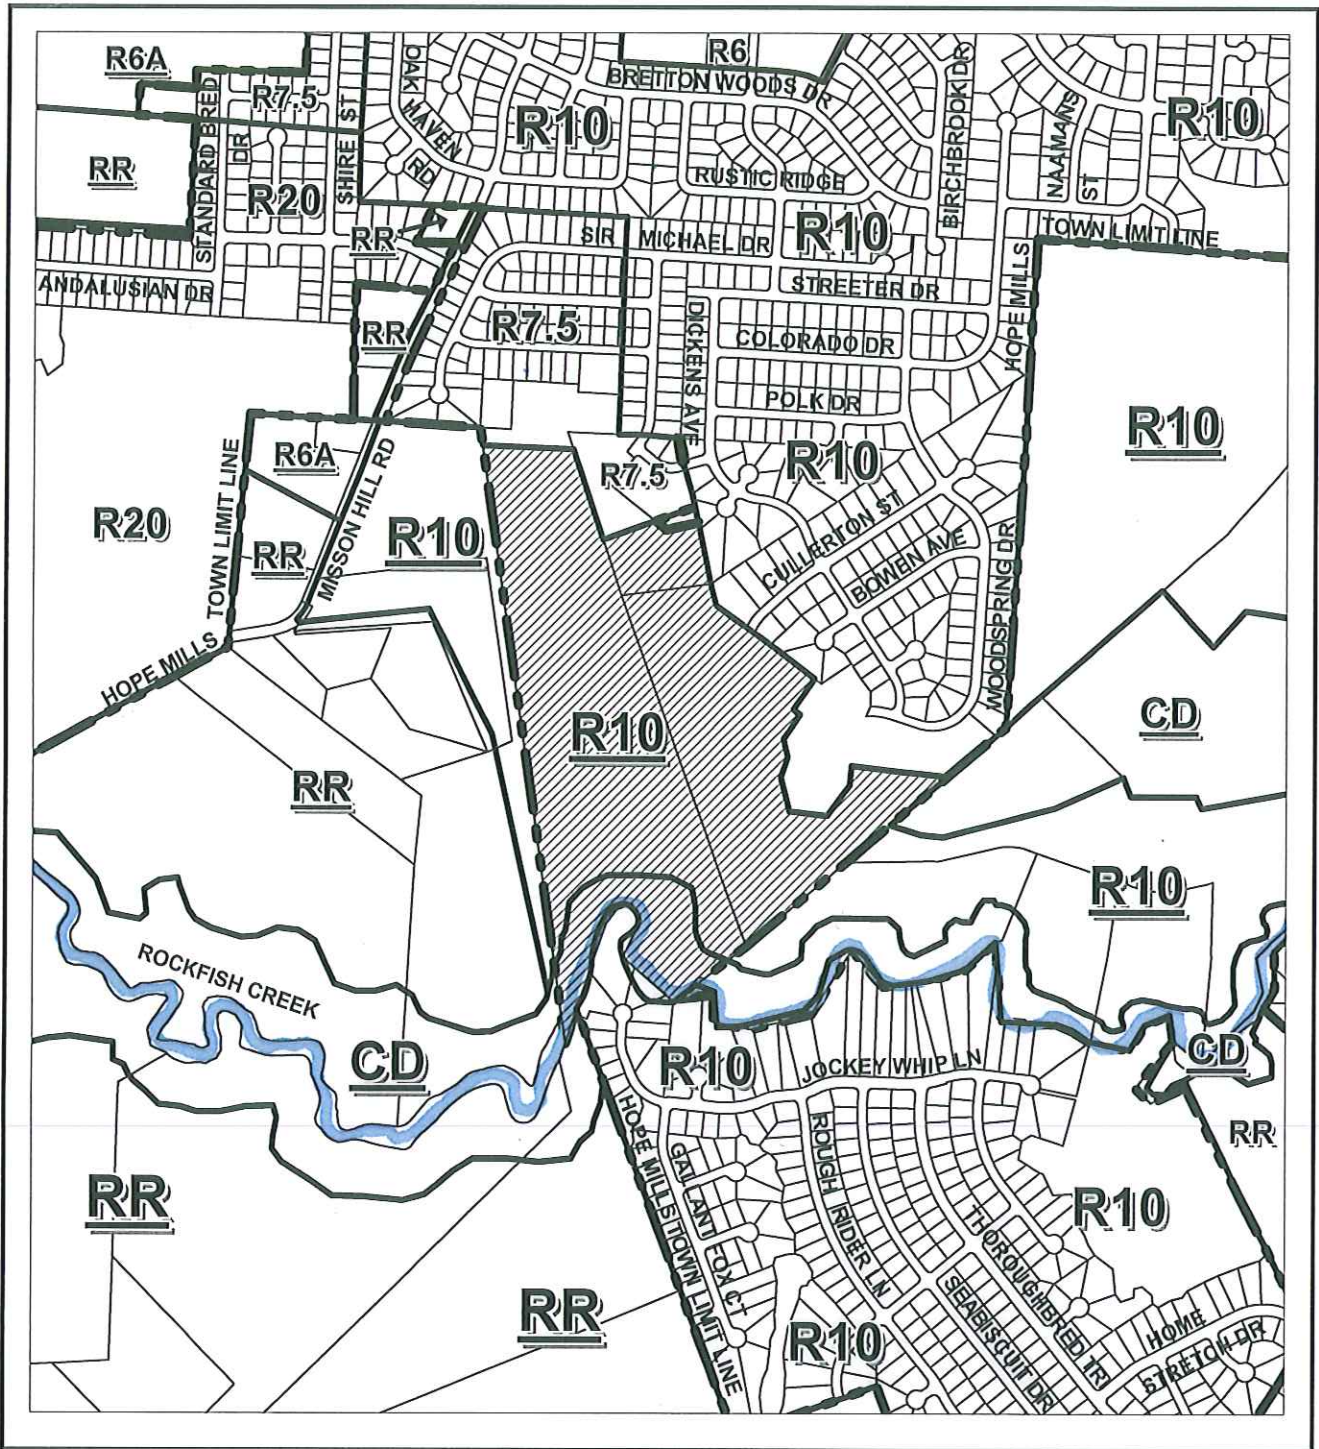 R6A
R6
OAK HAVEN RD
BRETTON WOODS DR
BIRCHBROOK DR
R7.5
STANDARD BRED DR
SHIRE ST
R10
NAAMANS ST
R10
RR
R20
RUSTIC RIDGE
RR
SIR MICHAEL DR
R10
TOWN LIMIT LINE
HOPE MILLS
ANDALUSIAN DR
STREETER DR
RR
R7.5
DICKENS AVE
COLORADO DR
POLK DR
R10
R6A
R7.5
R10
TOWN LIMIT LINE
MISSON HILL RD
R20
R10
CULLERTON ST
RR
BOWEN AVE
WOODSPRING DR
HOPE MILLS
R10
CD
RR
R10
ROCKFISH CREEK
CD
R10
JOCKEY WHIP LN
CD
RR
HOPE MILLS TOWN LIMIT LINE
GALLANT FOX CT
ROUGH RIDER LN
RR
THOROUGHBRED TR
R10
SEABISCUIT DR
RR
R10
HOME STRETCH DR